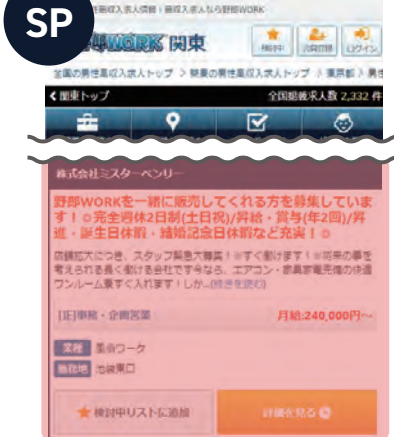 SP
野郎WORK 関東
検討中
会員登録
ログイン
全国の男性高収入求人トップ > 関東の男性高収入求人トップ > 東京都 > 男性
関東トップ
全国掲載求人数 2,332 件
株式会社ミスターベンリー
野郎WORKを一緒に販売してくれる方を募集しています！◎完全週休2日制(土日祝)/昇給・賞与(年2回)/昇進・誕生日休暇・結婚記念日休暇など充実！◎
店舗拡大につき、スタッフ緊急大募集！※すぐ働けます！※将来の事を
考えられる長く働ける会社です今なら、エアコン・家具家電完備の快適
ワンルーム寮すぐ入れます！しか...(続きを読む)
[正]事務・企画営業
月給:240,000円～
業種 風俗ワーク
勤務地 池袋東口
検討中リストに追加
詳細を見る